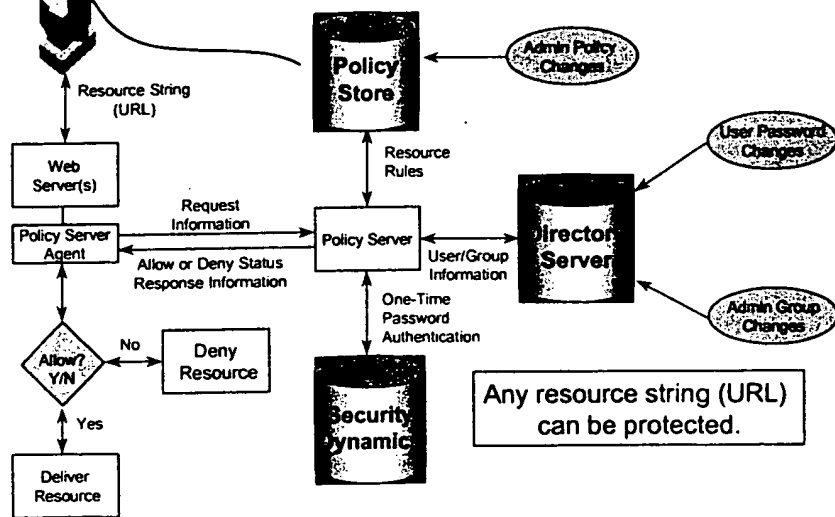 Policy
Store
Admin Policy
Changes
Resource String
(URL)
User Password
Changes
Web
Server(s)
Resource
Rules
Request
Information
Policy Server
Agent
Policy Server
Director
Server
Allow or Deny Status
Response Information
User/Group
Information
One-Time
Password
Authentication
Admin Group
Changes
Allow?
Y/N
No
Deny
Resource
Security
Dynamic
Any resource string (URL)
can be protected.
Yes
Deliver
Resource